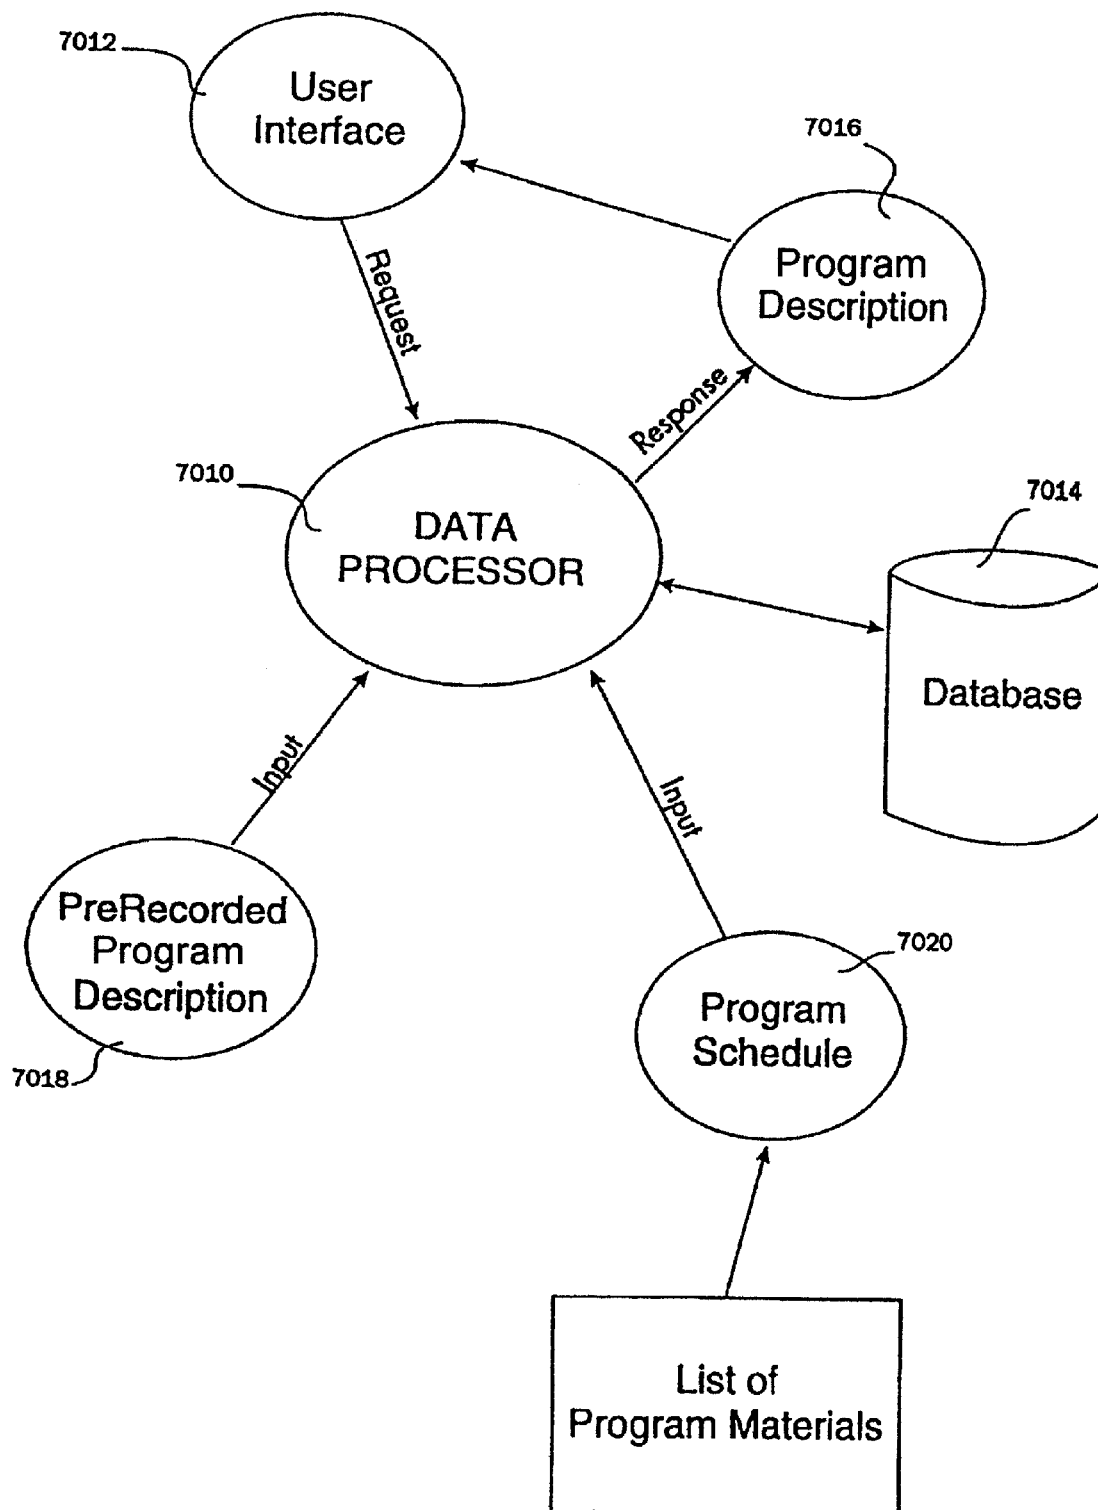 7012
User
Interface
7016
Program
Description
Request
Response
7010
DATA
PROCESSOR
7014
Database
Input
Input
PreRecorded
Program
Description
7018
7020
Program
Schedule
List of
Program Materials